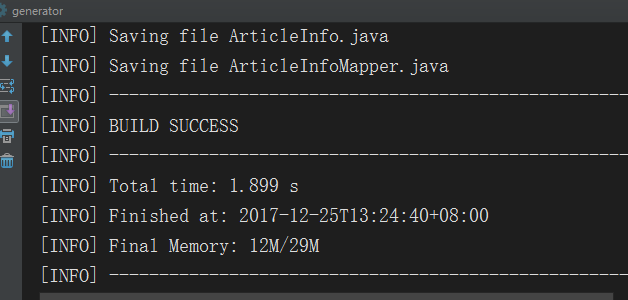 generator
[INFO] Saving file ArticleInfo.java
[INFO] Saving file ArticleInfoMapper.java
[INFO] ------------------------------------------------------------------------
[INFO] BUILD SUCCESS
[INFO] ------------------------------------------------------------------------
[INFO] Total time: 1.899 s
[INFO] Finished at: 2017-12-25T13:24:40+08:00
[INFO] Final Memory: 12M/29M
[INFO] ------------------------------------------------------------------------